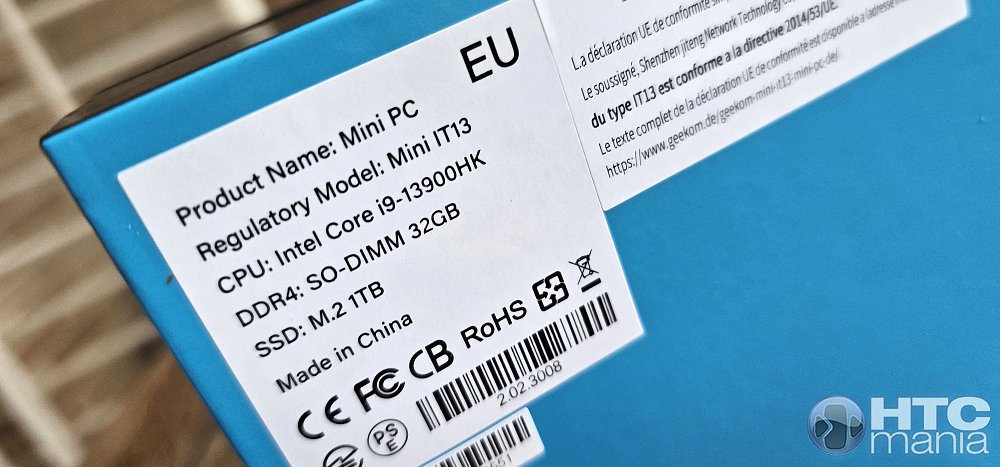 EU
Product Name: Mini PC
Regulatory Model: Mini IT13
CPU: Intel Core i9-13900HK
DDR4: SO-DIMM 32GB
SSD: M.2 1TB
Made in China
CE FC CB RoHS
PSE
2.02.3008
551
La déclaration UE de conformité
Le soussigné, Shenzhen jiteng Network Technology
du type IT13 est conforme a la directive 2014/53/UE.
Le texte complet de la déclaration UE de conformité est disponible a ladresse
https://www.geekom.de/geekom-mini-it13-mini-pc-de/
HTC
mania